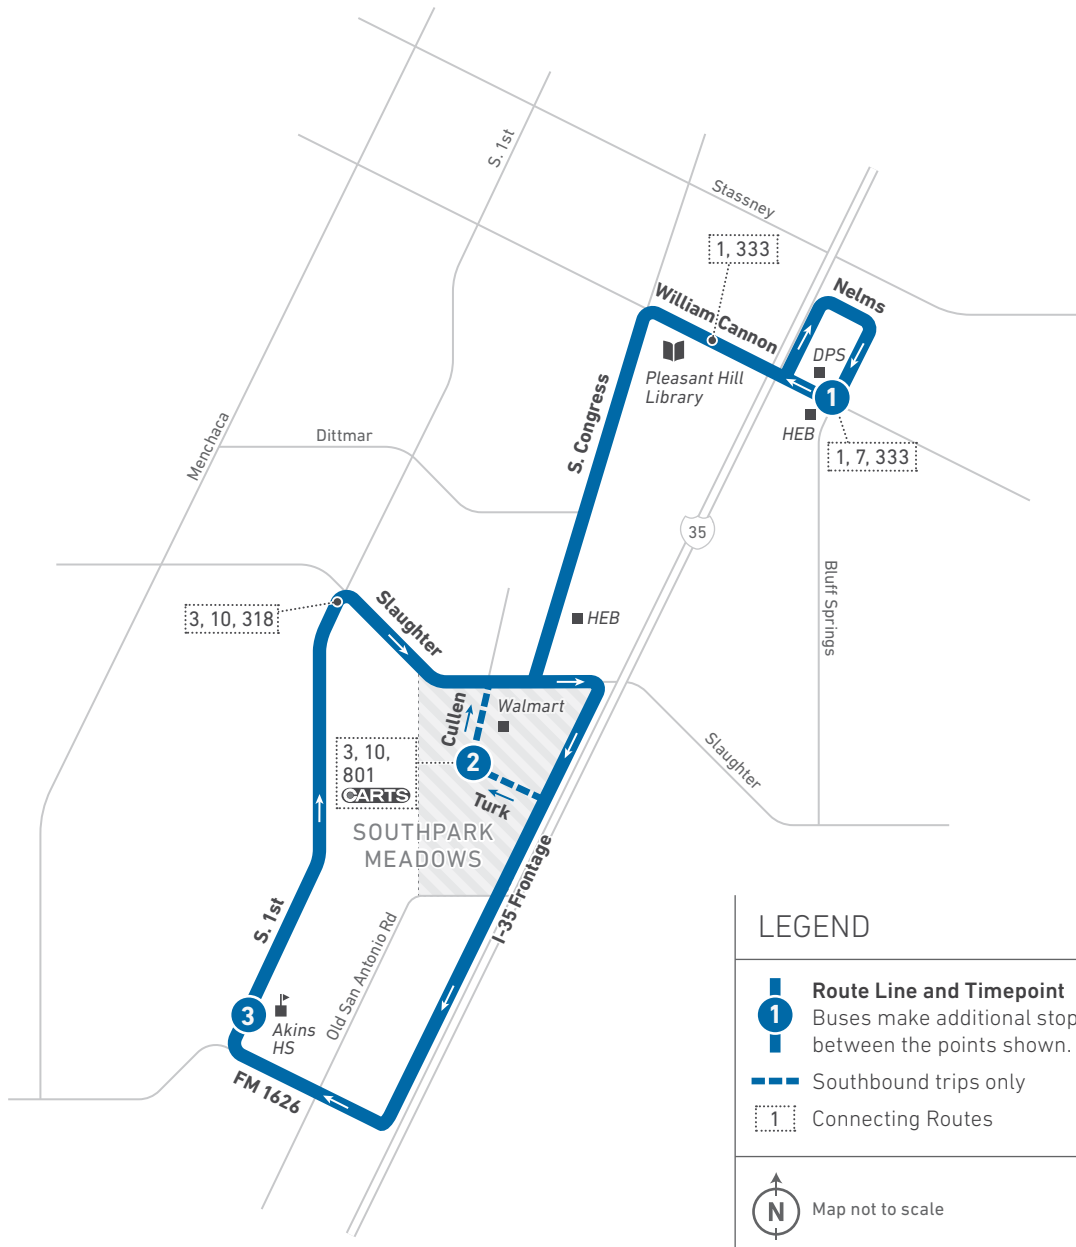 S. 1st
Stassney
1, 333
William Cannon
Nelms
DPS
Pleasant Hill
Library
1
HEB
1, 7, 333
S. Congress
Menchaca
Dittmar
35
Bluff Springs
3, 10, 318
Slaughter
HEB
Cullen
Walmart
3, 10,
801
CARTS
2
Turk
Slaughter
SOUTHPARK
MEADOWS
I-35 Frontage
S. 1st
Old San Antonio Rd
3
Akins
HS
FM 1626
LEGEND
Route Line and Timepoint
1
Buses make additional stop
between the points shown.
Southbound trips only
1
Connecting Routes
N
Map not to scale